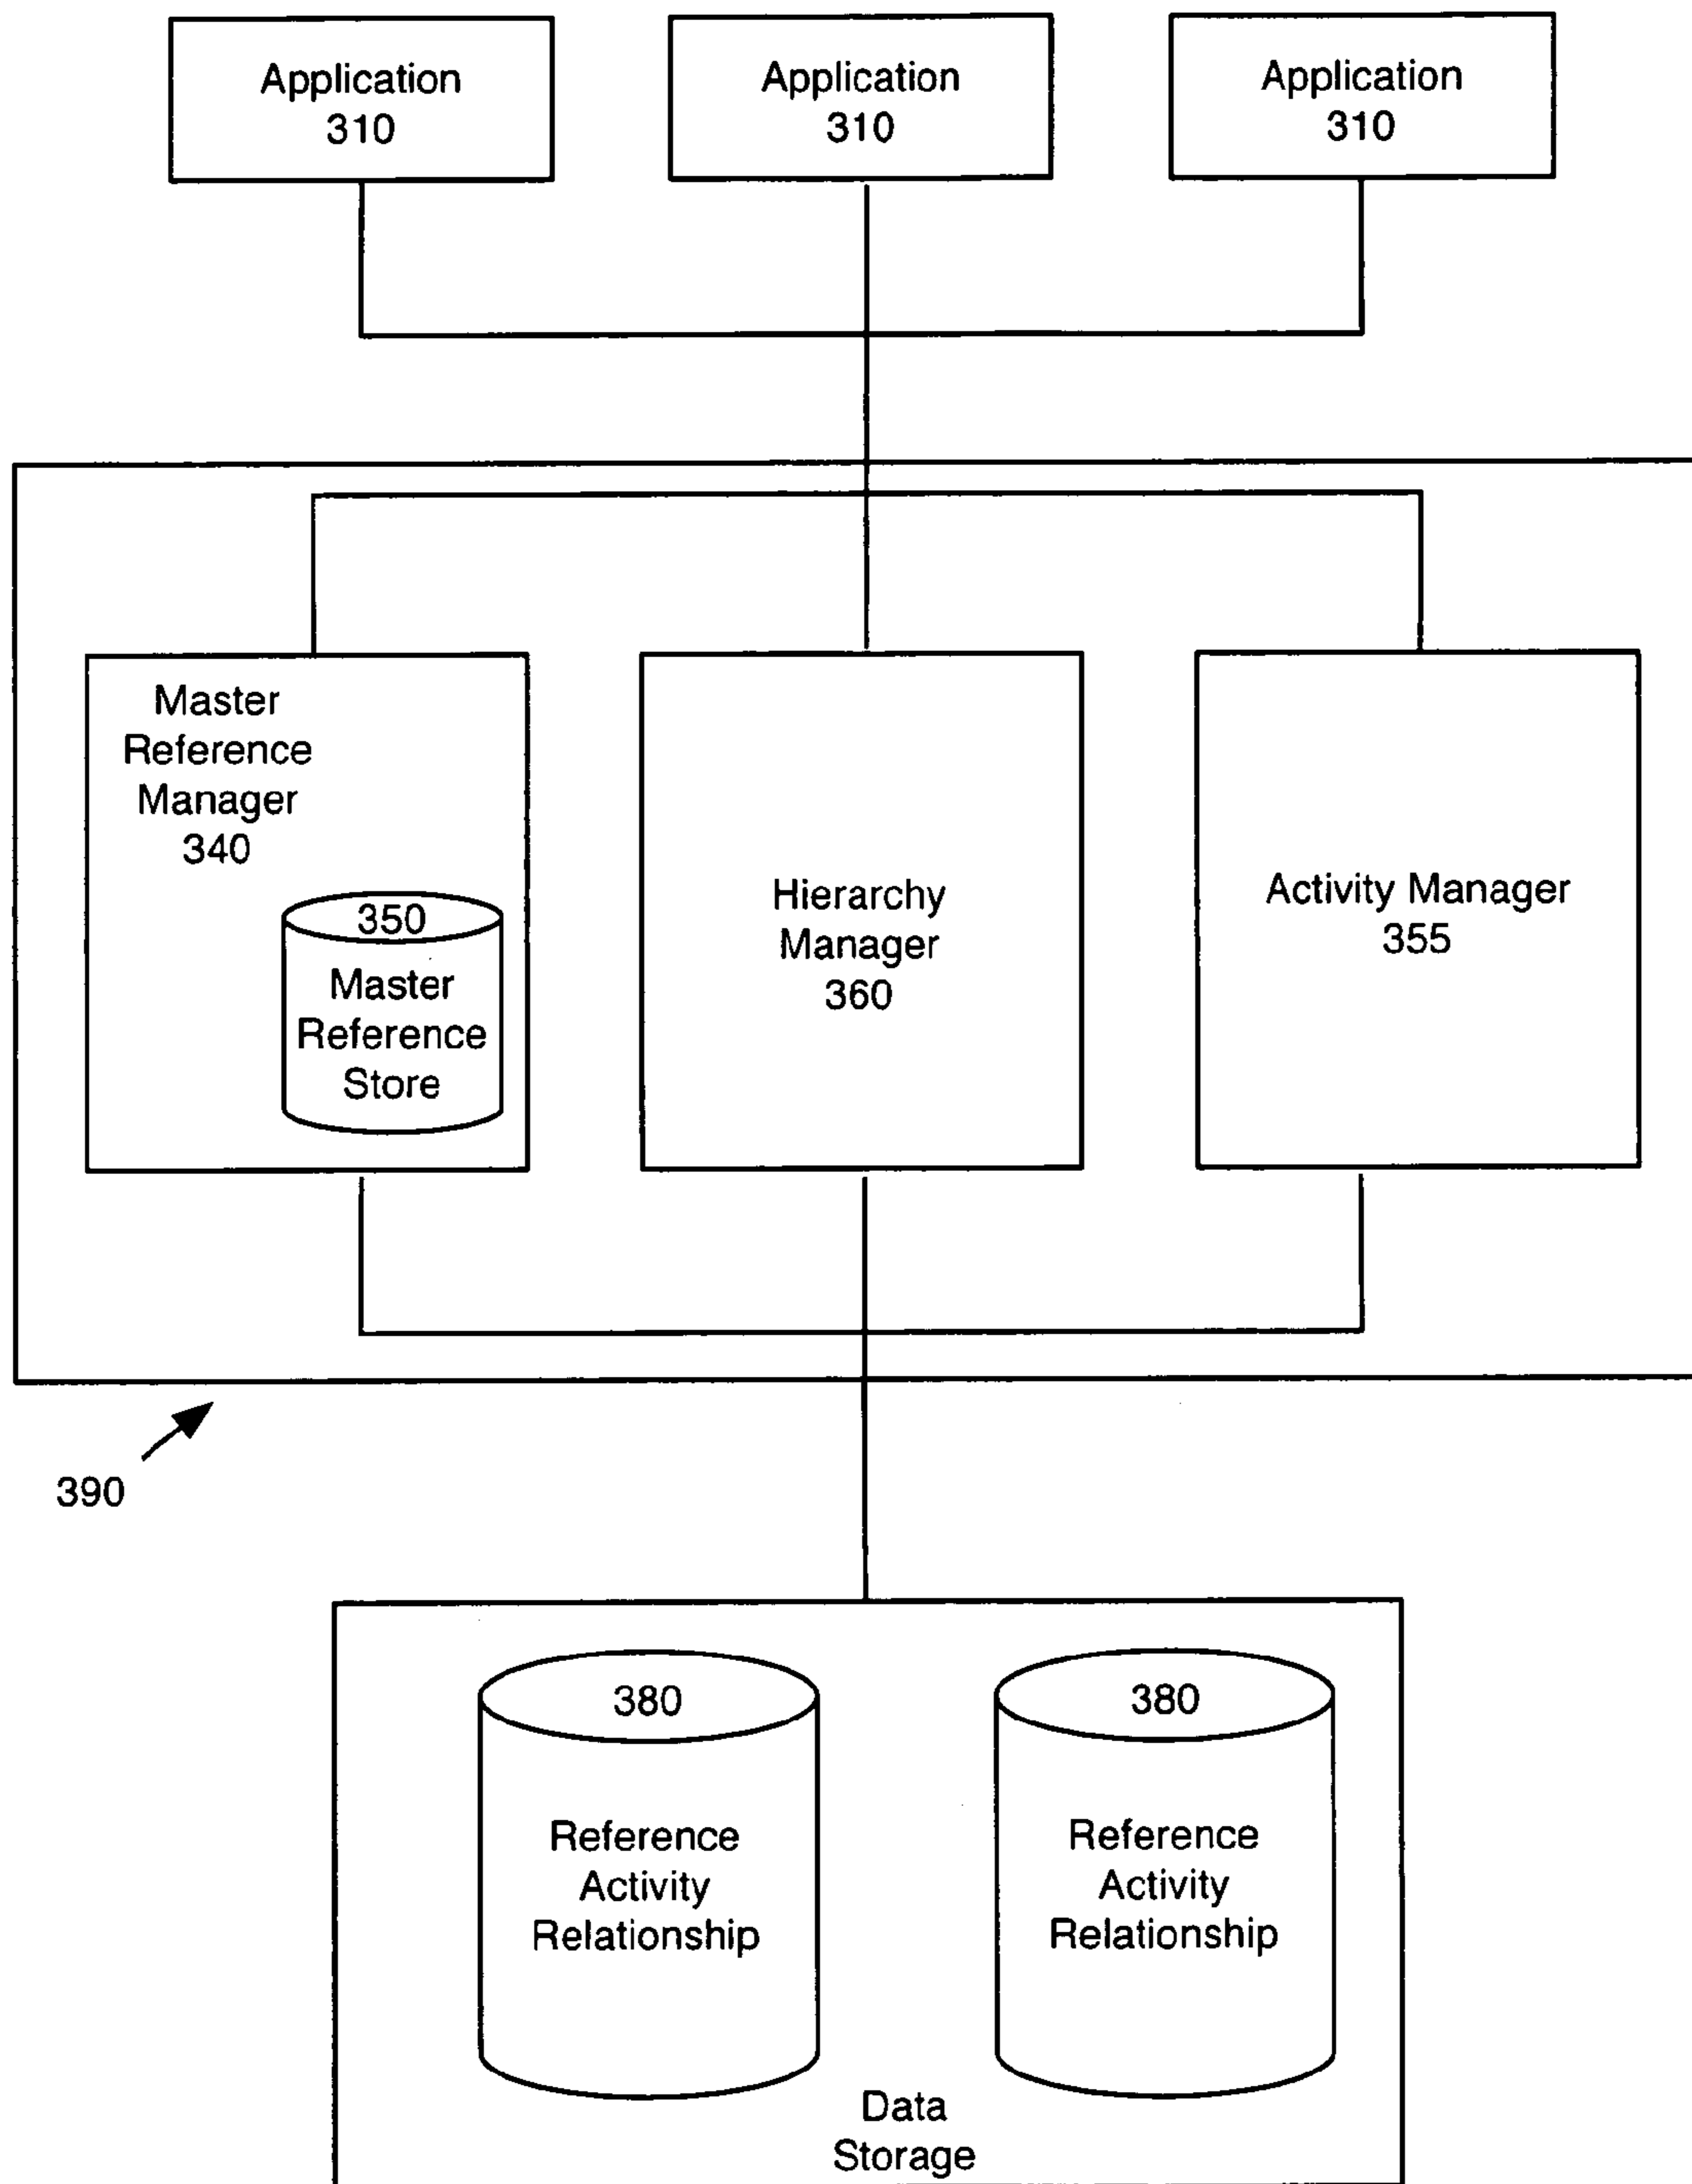 Application
310
Application
310
Application
310
Master
Reference
Manager
340
350
Master
Reference
Store
Hierarchy
Manager
360
Activity Manager
355
390
380
Reference
Activity
Relationship
380
Reference
Activity
Relationship
Data
Storage